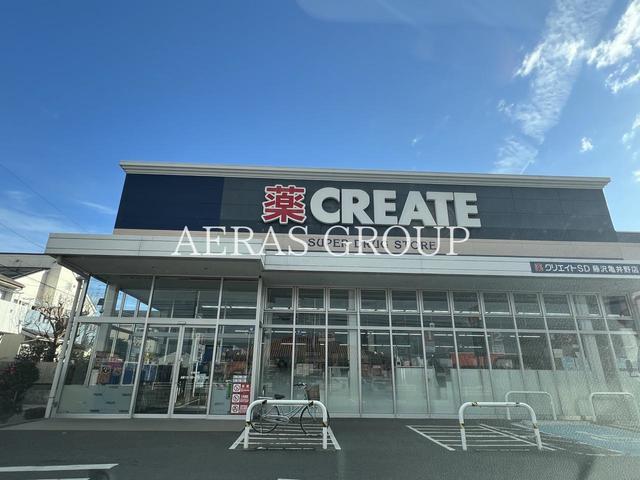 薬 CREATE
AERAS GROUP
SUPER DRUG STORE
薬 クリエイトSD 藤沢亀井野店